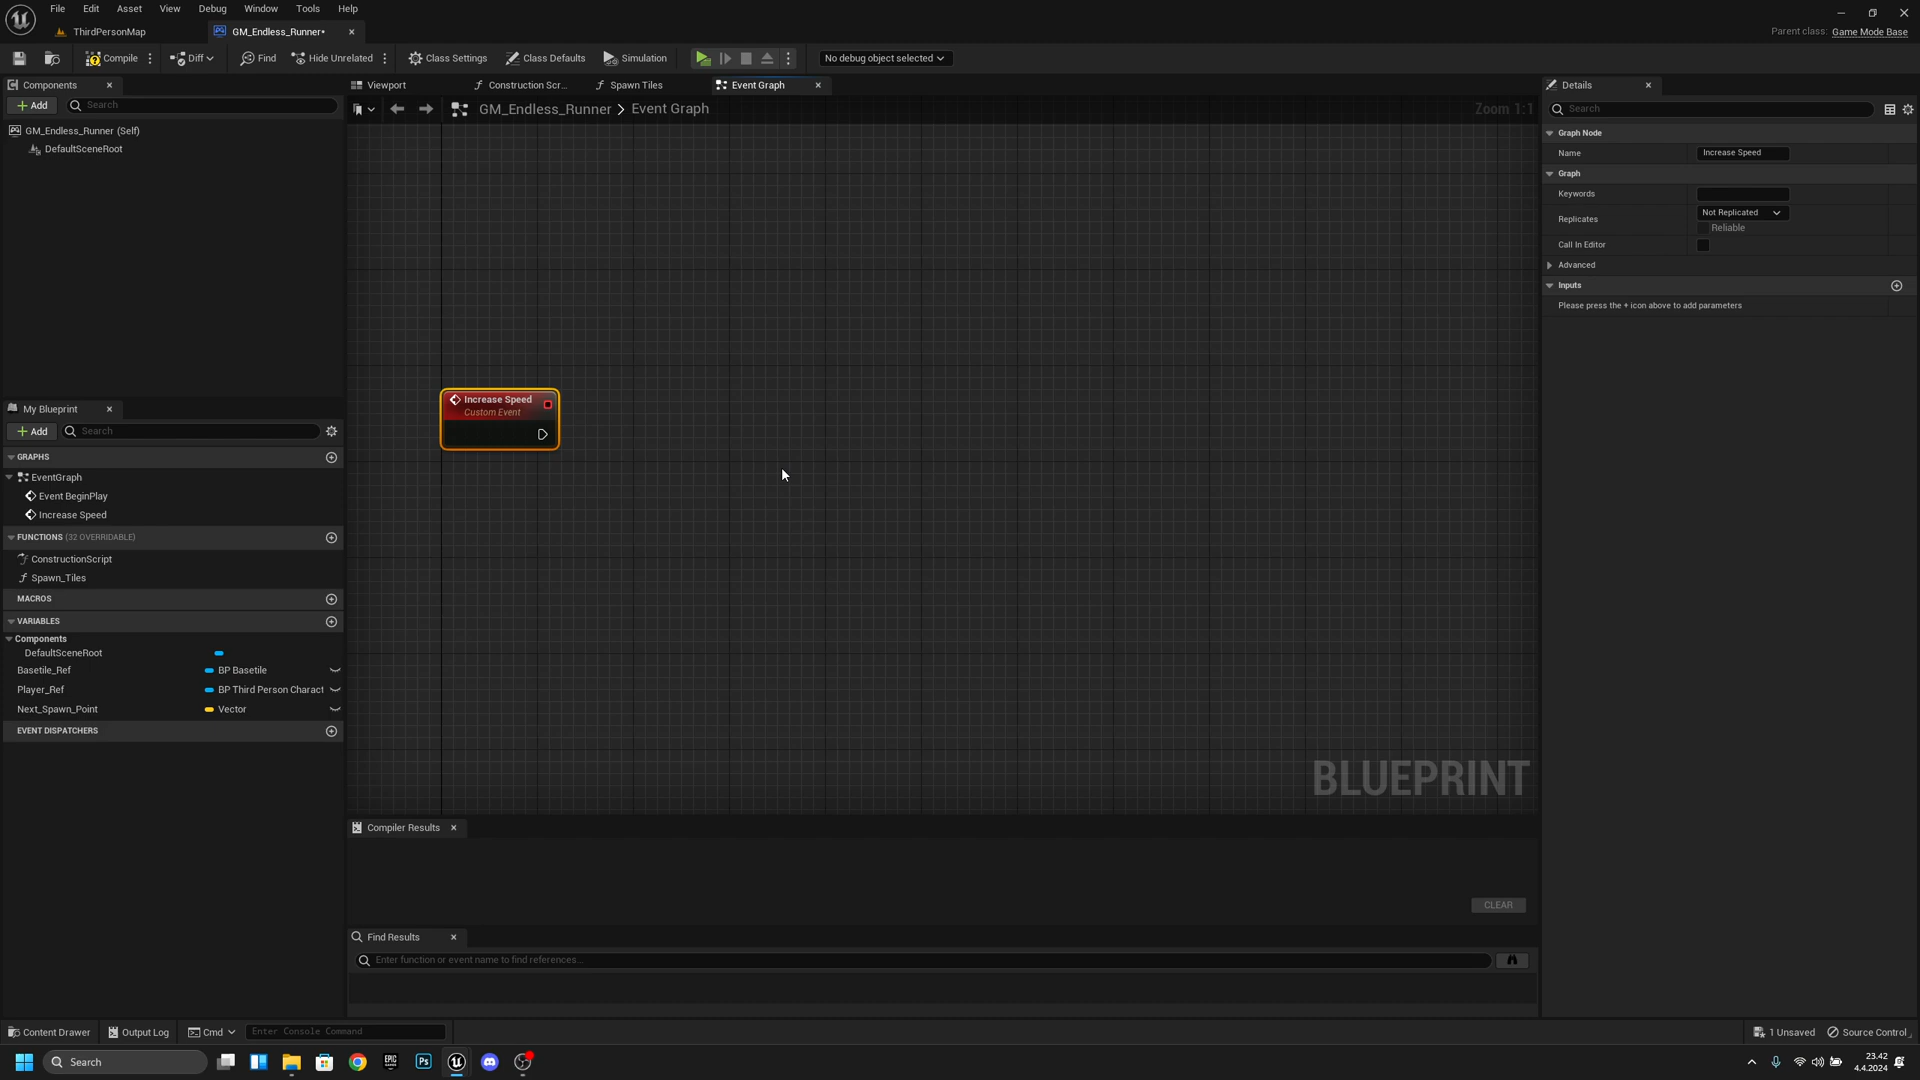 File Edit Asset View Debug Window Tools Help
ThirdPersonMap
GM_Endless_Runner•
Parent class: Game Mode Base
Compile Diff Find Hide Unrelated Class Settings Class Defaults Simulation No debug object selected
Components
Add Search
GM_Endless_Runner (Self)
DefaultSceneRoot
Viewport Construction Scr... Spawn Tiles Event Graph
GM_Endless_Runner > Event Graph
Zoom 1:1
Increase Speed
Custom Event
BLUEPRINT
My Blueprint
Add Search
GRAPHS
EventGraph
Event BeginPlay
Increase Speed
FUNCTIONS (32 OVERRIDABLE)
ConstructionScript
Spawn_Tiles
MACROS
VARIABLES
Components
DefaultSceneRoot
Basetile_Ref BP Basetile
Player_Ref BP Third Person Charact
Next_Spawn_Point Vector
EVENT DISPATCHERS
Compiler Results
CLEAR
Find Results
Enter function or event name to find references...
Details
Search
Graph Node
Name Increase Speed
Graph
Keywords
Replicates Not Replicated
Reliable
Call In Editor
Advanced
Inputs
Please press the + icon above to add parameters
Content Drawer Output Log Cmd Enter Console Command
1 Unsaved Source Control
Search
EPIC
Ps
23.42
4.4.2024